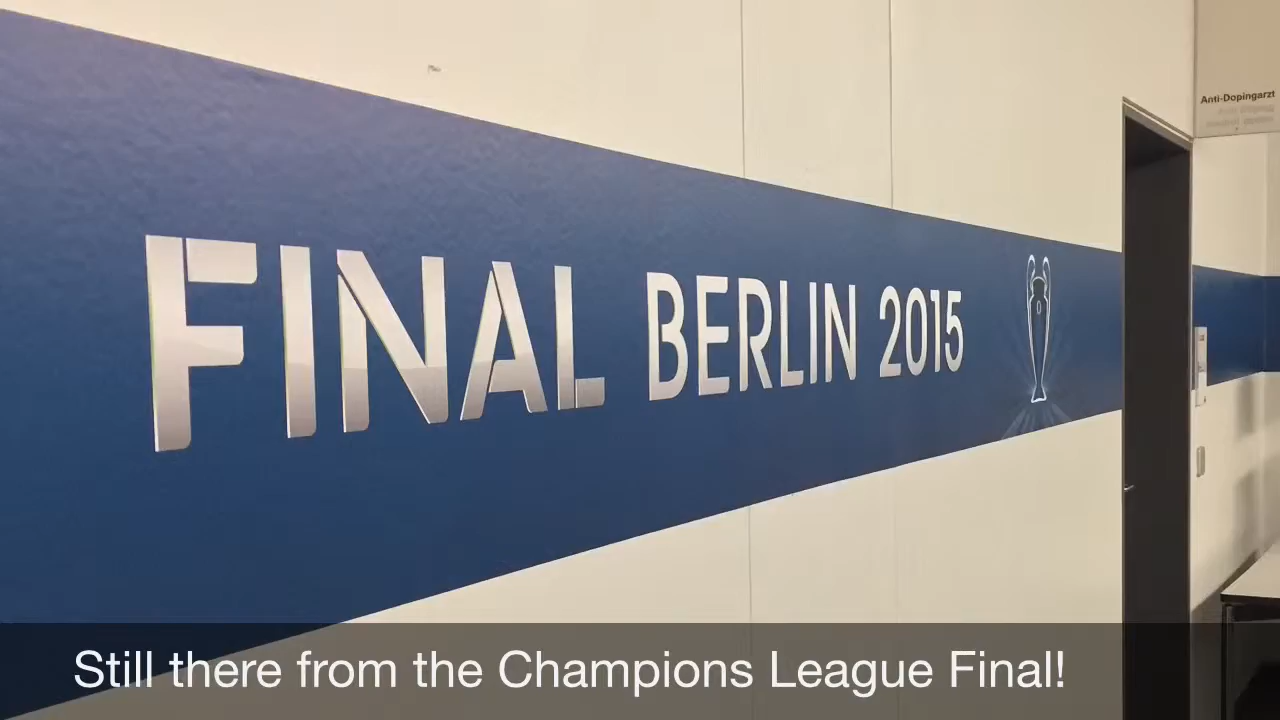 Anti-Dopingarzt
FINAL BERLIN 2015
Still there from the Champions League Final!